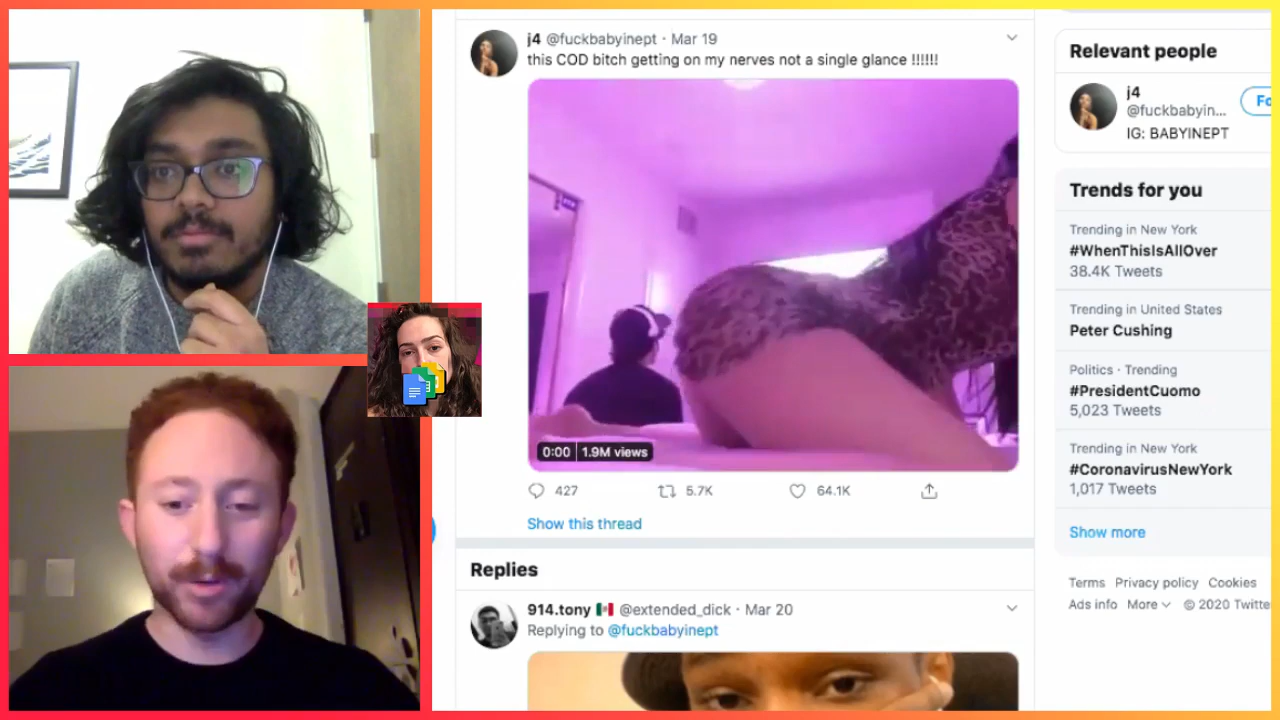 j4 @fuckbabyinept · Mar 19
this COD bitch getting on my nerves not a single glance !!!!!!
0:00 1.9M views
427 5.7K 64.1K
Show this thread
Replies
914.tony 🇲🇽 @extended_dick · Mar 20
Replying to @fuckbabyinept
Relevant people
j4
@fuckbabyin...
Fo
IG: BABYINEPT
Trends for you
Trending in New York
#WhenThisIsAllOver
38.4K Tweets
Trending in United States
Peter Cushing
Politics · Trending
#PresidentCuomo
5,023 Tweets
Trending in New York
#CoronavirusNewYork
1,017 Tweets
Show more
Terms Privacy policy Cookies
Ads info More © 2020 Twitte